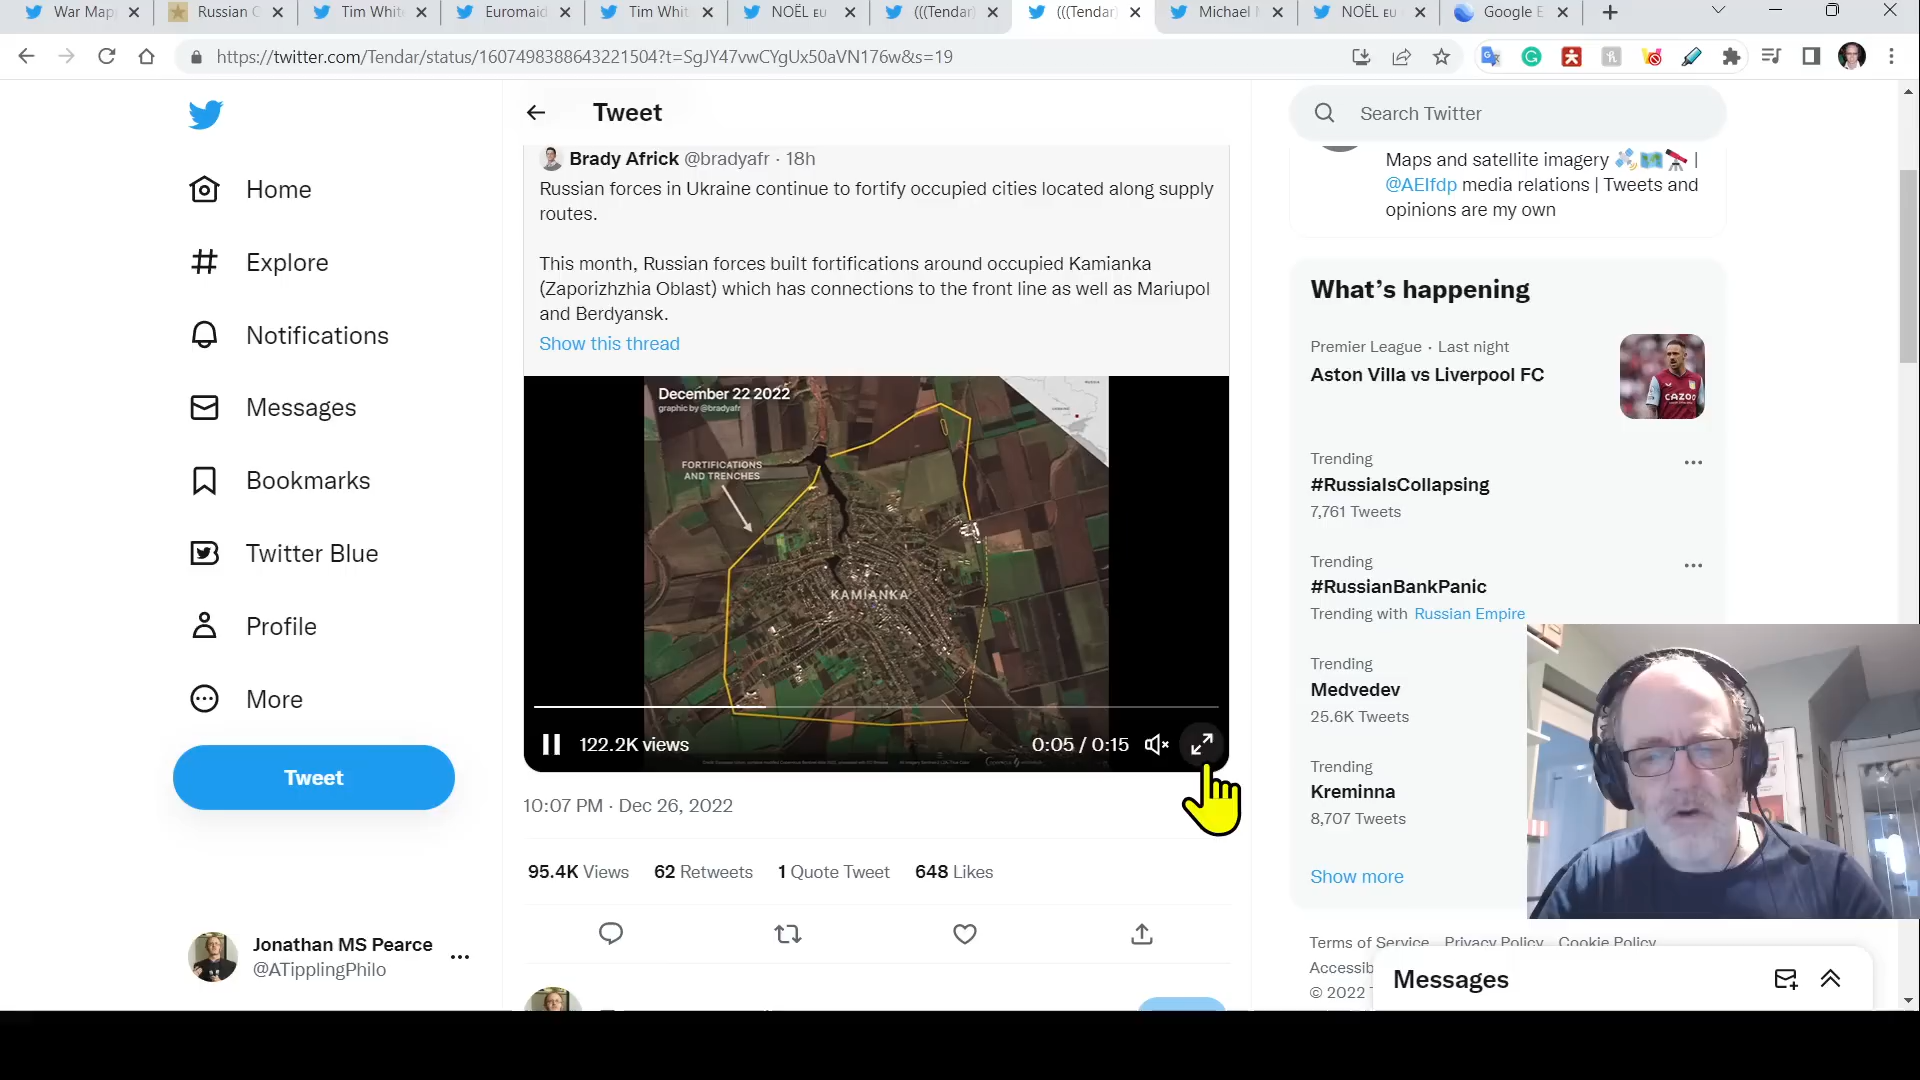 War Map
Russian C
Tim Whit
Euromaid
Tim Whit
NOËL EU
(((Tendar)
(((Tendar)
Michael
NOËL EU
Google E
https://twitter.com/Tendar/status/1607498388643221504?t=SgJY47vwCYgUx50aVN176w&s=19
Home
Explore
Notifications
Messages
Bookmarks
Twitter Blue
Profile
More
Tweet
Jonathan MS Pearce
@ATipplingPhilo
Tweet
Brady Africk @bradyafr · 18h
Russian forces in Ukraine continue to fortify occupied cities located along supply
routes.
This month, Russian forces built fortifications around occupied Kamianka
(Zaporizhzhia Oblast) which has connections to the front line as well as Mariupol
and Berdyansk.
Show this thread
December 22 2022
graphic by @bradyafr
FORTIFICATIONS
AND TRENCHES
KAMIANKA
122.2K views
0:05 / 0:15
10:07 PM · Dec 26, 2022
95.4K Views 62 Retweets 1 Quote Tweet 648 Likes
Search Twitter
Maps and satellite imagery |
@AEIfdp media relations | Tweets and
opinions are my own
What's happening
Premier League · Last night
Aston Villa vs Liverpool FC
CAZOO
Trending
#RussiaIsCollapsing
7,761 Tweets
Trending
#RussianBankPanic
Trending with Russian Empire
Trending
Medvedev
25.6K Tweets
Trending
Kreminna
8,707 Tweets
Show more
Terms of Service Privacy Policy Cookie Policy
Accessib
© 2022
Messages